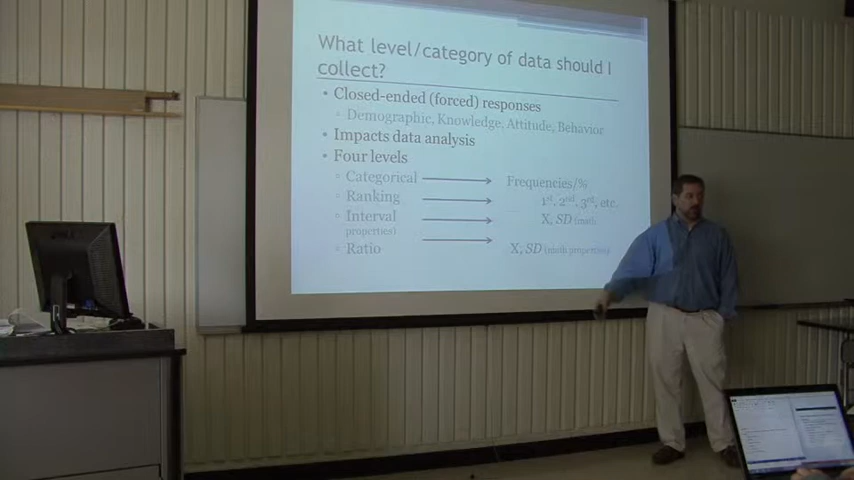 What level/category of data should I
collect?
• Closed-ended (forced) responses
▫ Demographic, Knowledge, Attitude, Behavior
• Impacts data analysis
• Four levels
▫ Categorical Frequencies/%
▫ Ranking 1st, 2nd, 3rd, etc.
▫ Interval X, SD (math
properties)
▫ Ratio X, SD (math properties)